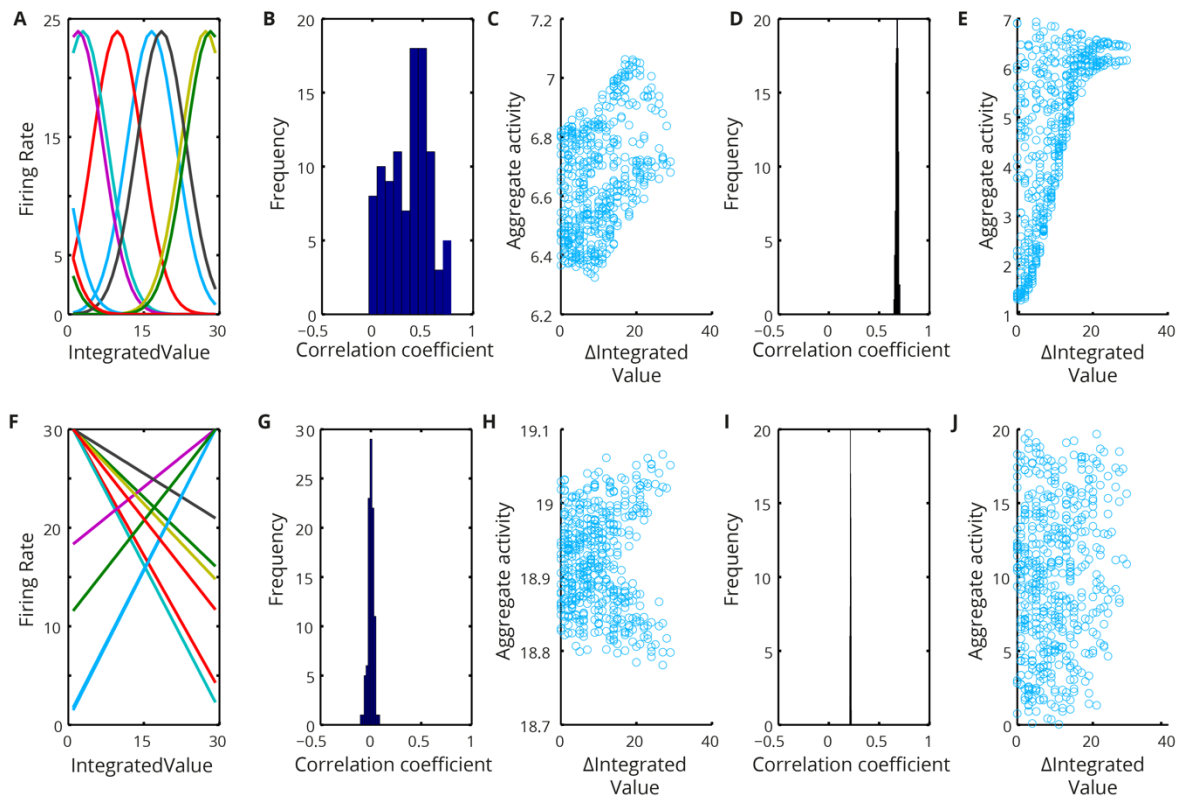 A
25
15
5
0
Firing Rate
0
15
30
IntegratedValue
B
20
15
10
5
0
Frequency
−0.5
0
0.5
1
Correlation coefficient
C
7.2
7
6.8
6.6
6.4
6.2
Aggregate activity
0
20
40
ΔIntegrated
Value
D
20
15
10
5
0
Frequency
−0.5
0
0.5
1
Correlation coefficient
E
7
6
5
4
3
2
1
Aggregate activity
0
20
40
ΔIntegrated
Value
F
30
20
10
0
Firing Rate
0
15
30
IntegratedValue
G
30
25
20
15
10
5
0
Frequency
−0.5
0
0.5
1
Correlation coefficient
H
19.1
19
18.9
18.8
18.7
Aggregate activity
0
20
40
ΔIntegrated
Value
I
20
15
10
5
0
Frequency
−0.5
0
0.5
1
Correlation coefficient
J
20
15
10
5
0
Aggregate activity
0
20
40
ΔIntegrated
Value